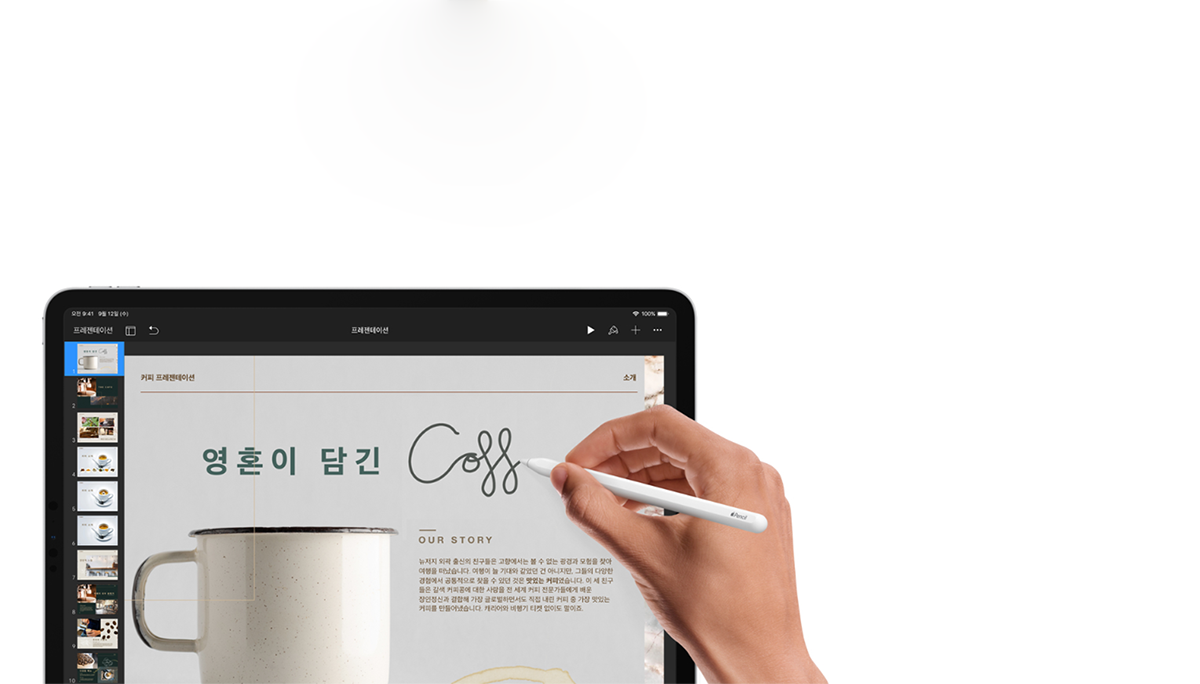 오전 9:41 9월 12일 (수)
100%
프레젠테이션
프레젠테이션
커피 프레젠테이션
소개
영혼이 담긴
Coff
Pencil
OUR STORY
뉴저지 외곽 출신의 친구들은 고향에서는 볼 수 없는 광경과 모험을 찾아
여행을 떠났습니다. 여행이 늘 기대와 같았던 건 아니지만, 그들의 다양한
경험에서 공통적으로 찾을 수 있던 것은 맛있는 커피였습니다. 이 세 친구
들은 갈색 커피콩에 대한 사랑을 전 세계 커피 전문가들에게 배운
장인정신과 결합해 가장 글로벌하면서도 직접 내린 커피 중 가장 맛있는
커피를 만들어냈습니다. 캐리어와 비행기 티켓 없이도 말이죠.
1
2
3
4
5
6
7
8
9
10